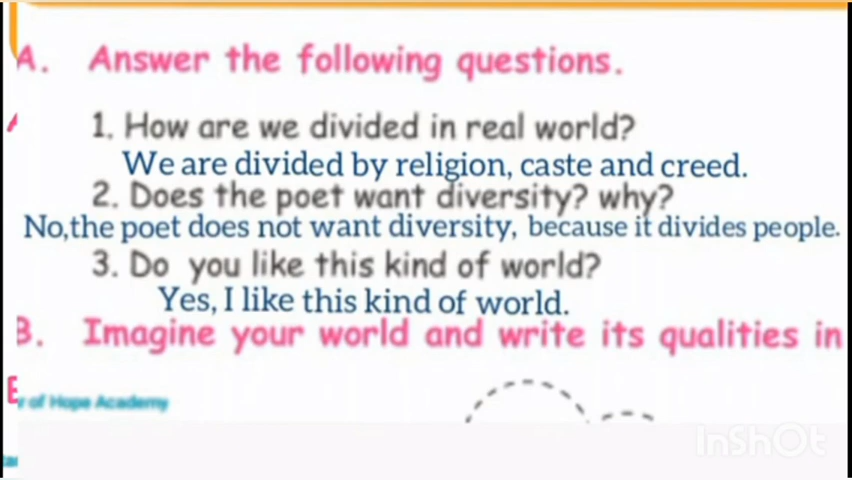 A. Answer the following questions.
1. How are we divided in real world?
We are divided by religion, caste and creed.
2. Does the poet want diversity? why?
No,the poet does not want diversity, because it divides people.
3. Do you like this kind of world?
Yes, I like this kind of world.
B. Imagine your world and write its qualities in
of Hope Academy
InShOt